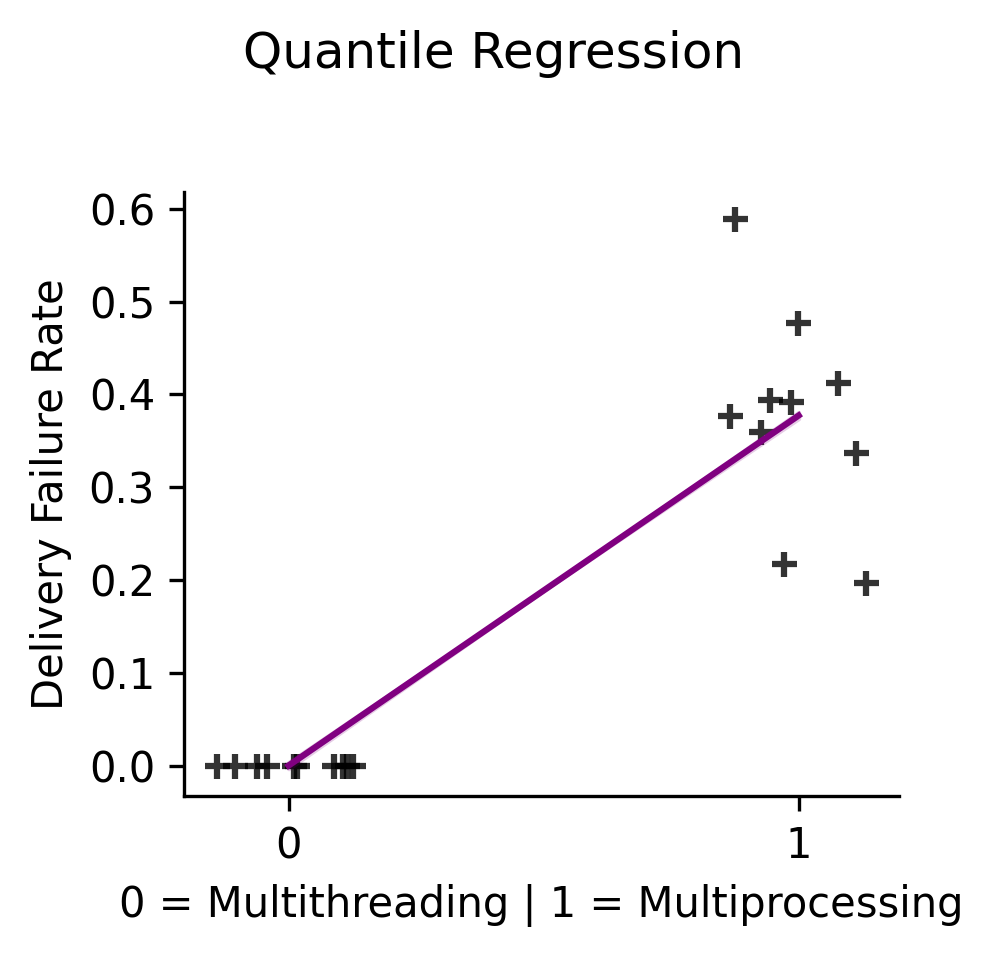 Quantile Regression
0.6
0.5
0.4
0.3
0.2
0.1
0.0
Delivery Failure Rate
0 1
0 = Multithreading | 1 = Multiprocessing